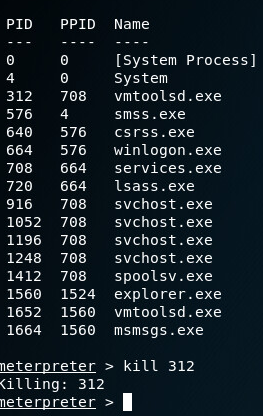 PID PPID Name
--- ---- ----
0 0 [System Process]
4 0 System
312 708 vmtoolsd.exe
576 4 smss.exe
640 576 csrss.exe
664 576 winlogon.exe
708 664 services.exe
720 664 lsass.exe
916 708 svchost.exe
1052 708 svchost.exe
1196 708 svchost.exe
1248 708 svchost.exe
1412 708 spoolsv.exe
1560 1524 explorer.exe
1652 1560 vmtoolsd.exe
1664 1560 msmsgs.exe
meterpreter > kill 312
Killing: 312
meterpreter >